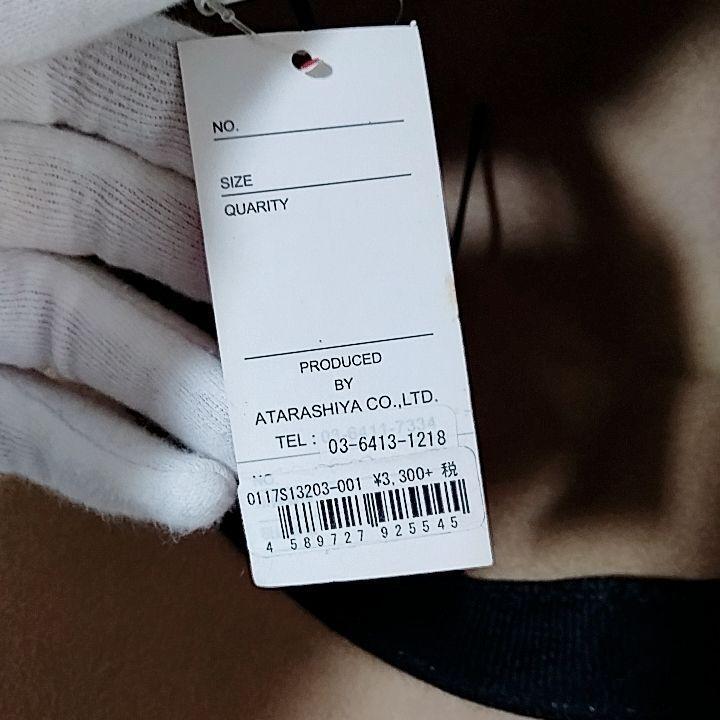 NO.
SIZE
QUARITY
PRODUCED
BY
ATARASHIYA CO.,LTD.
TEL : 03-6413-1218
0117S13203-001 ¥3,300+ 税
4 589727 925545